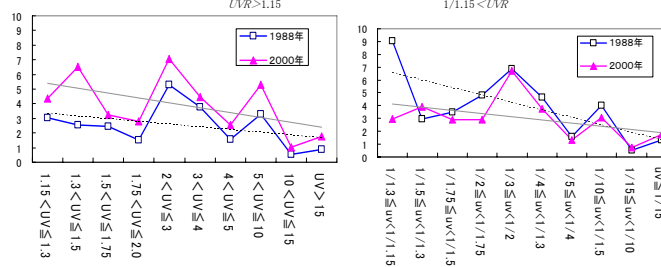 UVR>1.15
1/1.15<UVR
10
9
8
7
6
5
4
3
2
1
0
1988年
2000年
1.15<UV≦1.3
1.3<UV≦1.5
1.5<UV≦1.75
1.75<UV≦2.0
2<UV≦3
3<UV≦4
4<UV≦5
5<UV≦10
10<UV≦15
UV>15
10
9
8
7
6
5
4
3
2
1
0
1988年
2000年
1/1.3≦uv<1/1.15
1/1.5≦uv<1/1.3
1/1.75≦uv<1/1.5
1/2≦uv<1/1.75
1/3≦uv<1/2
1/4≦uv<1/1.3
1/5≦uv<1/4
1/10≦uv<1/1.5
1/15≦uv<1/10
uv≦1/15